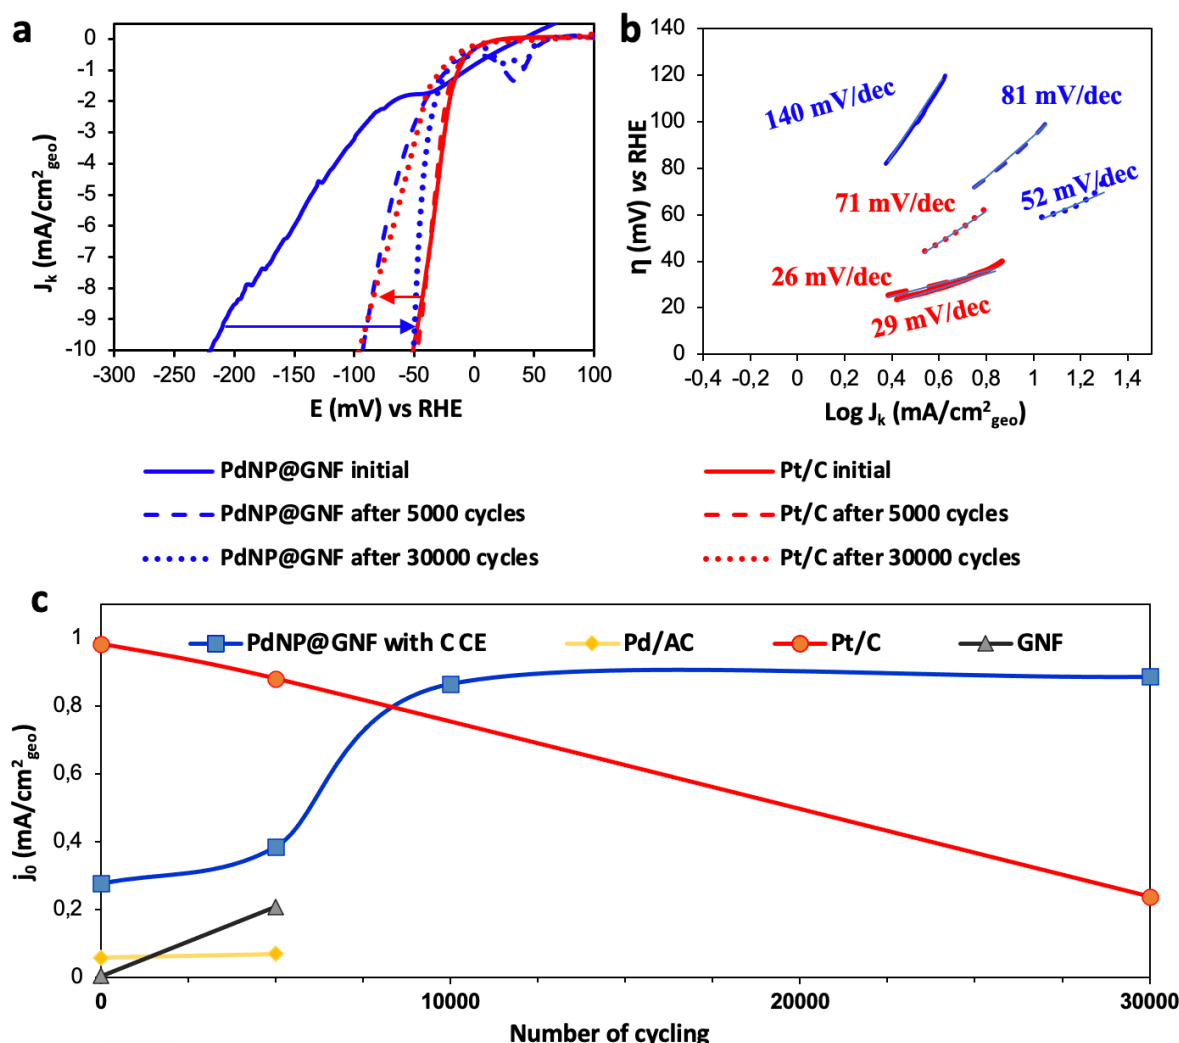 a
0
-1
-2
-3
-4
-5
-6
-7
-8
-9
-10
-300 -250 -200 -150 -100 -50 0 50 100
J_k (mA/cm²_geo)
E (mV) vs RHE
b
140
120
100
80
60
40
20
0
-0,4 -0,2 0 0,2 0,4 0,6 0,8 1 1,2 1,4
η (mV) vs RHE
Log J_k (mA/cm²_geo)
140 mV/dec
81 mV/dec
52 mV/dec
71 mV/dec
26 mV/dec
29 mV/dec
PdNP@GNF initial
Pt/C initial
PdNP@GNF after 5000 cycles
Pt/C after 5000 cycles
PdNP@GNF after 30000 cycles
Pt/C after 30000 cycles
c
PdNP@GNF with C CE Pd/AC Pt/C GNF
1
0,8
0,6
0,4
0,2
0
0 10000 20000 30000
j_0 (mA/cm²_geo)
Number of cycling